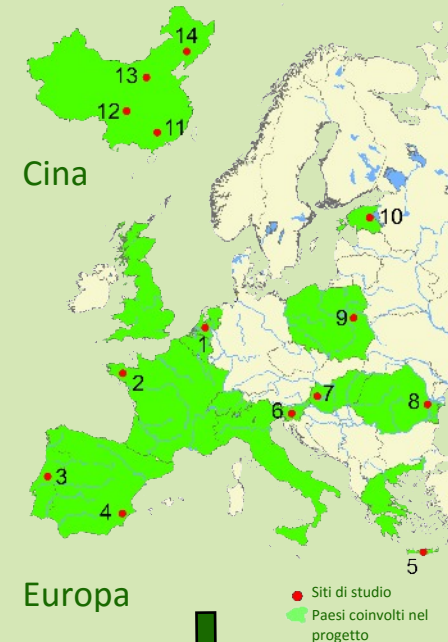 14
13
12
11
Cina
10
9
1
2
7
8
6
3
4
5
Europa
Siti di studio
Paesi coinvolti nel
progetto